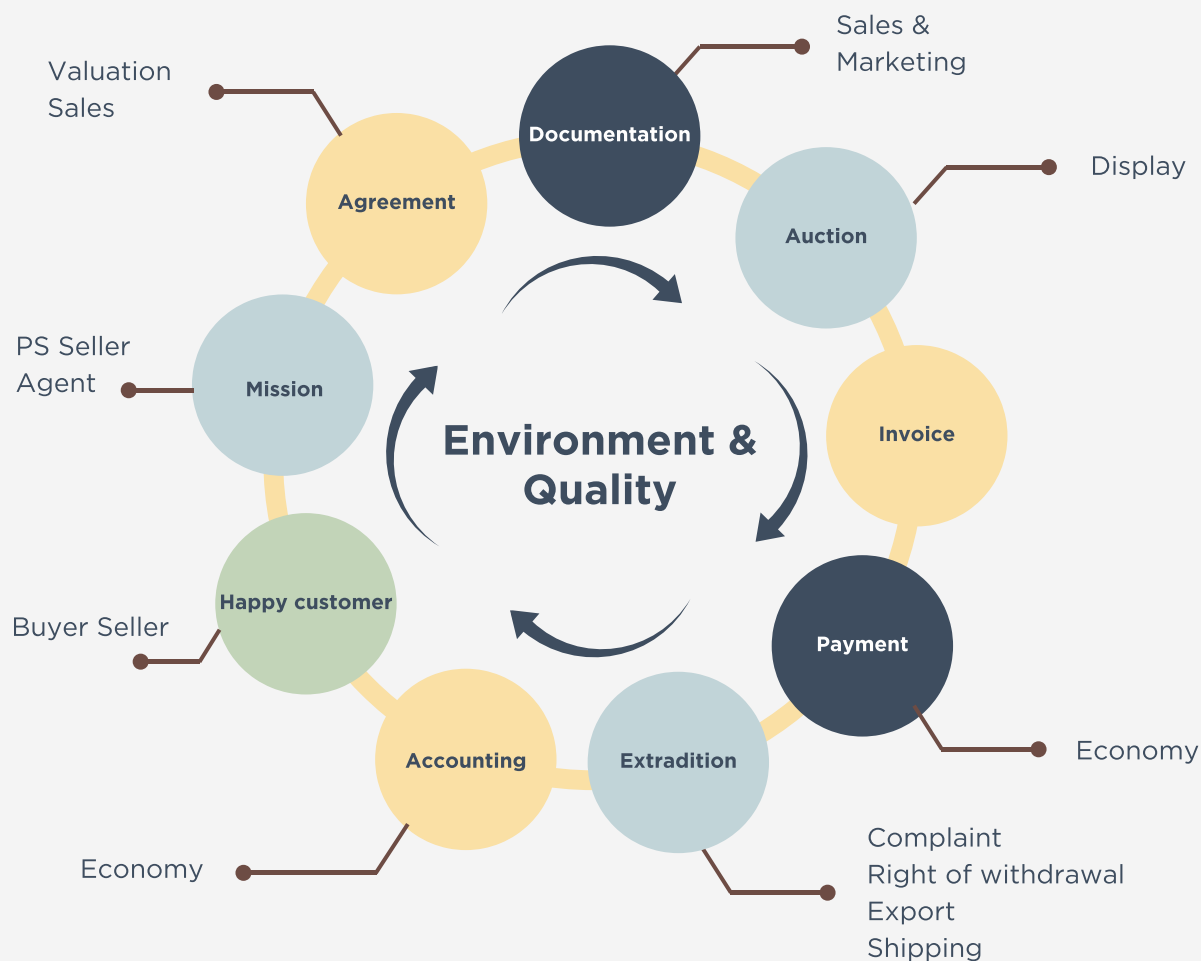 Sales &
Marketing
Valuation
Sales
Documentation
Display
Agreement
Auction
PS Seller
Agent
Mission
Environment &
Quality
Invoice
Happy customer
Buyer Seller
Payment
Accounting
Extradition
Economy
Economy
Complaint
Right of withdrawal
Export
Shipping